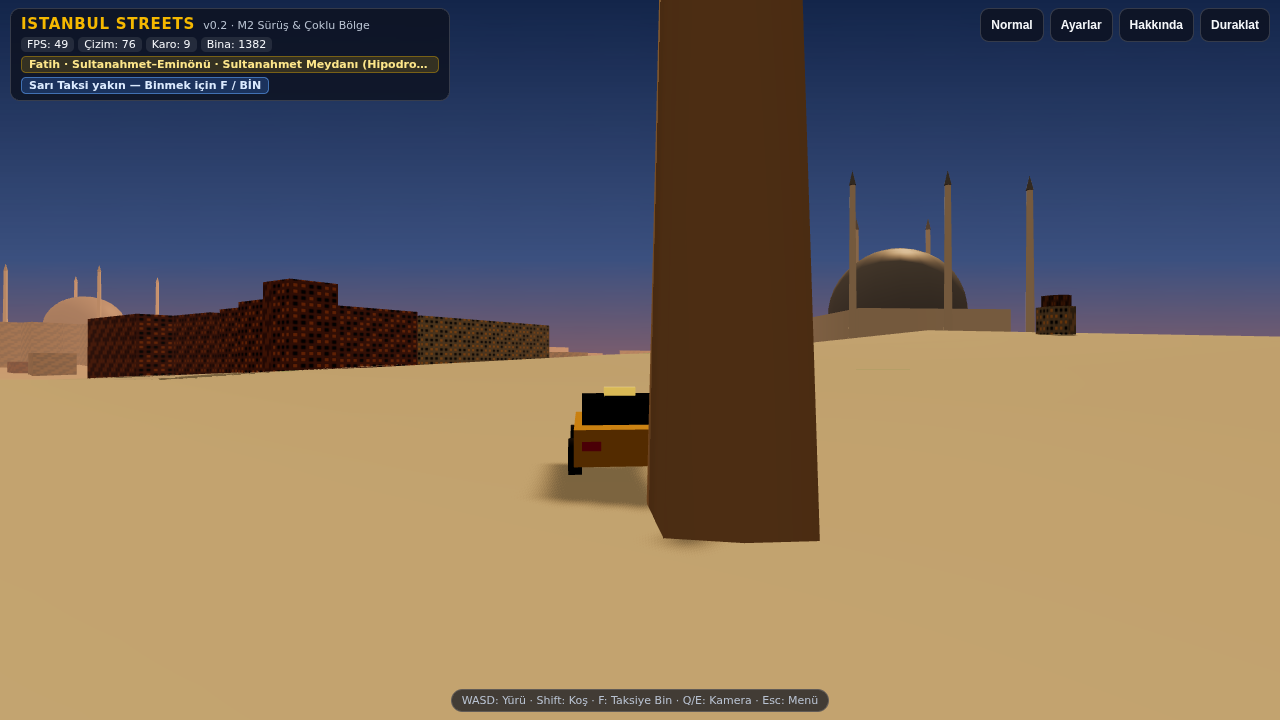 ISTANBUL STREETS v0.2 · M2 Sürüş & Çoklu Bölge
FPS: 49 Çizim: 76 Karo: 9 Bina: 1382
Fatih · Sultanahmet–Eminönü · Sultanahmet Meydanı (Hipodro...
Sarı Taksi yakın — Binmek için F / BİN
Normal Ayarlar Hakkında Duraklat
WASD: Yürü · Shift: Koş · F: Taksiye Bin · Q/E: Kamera · Esc: Menü